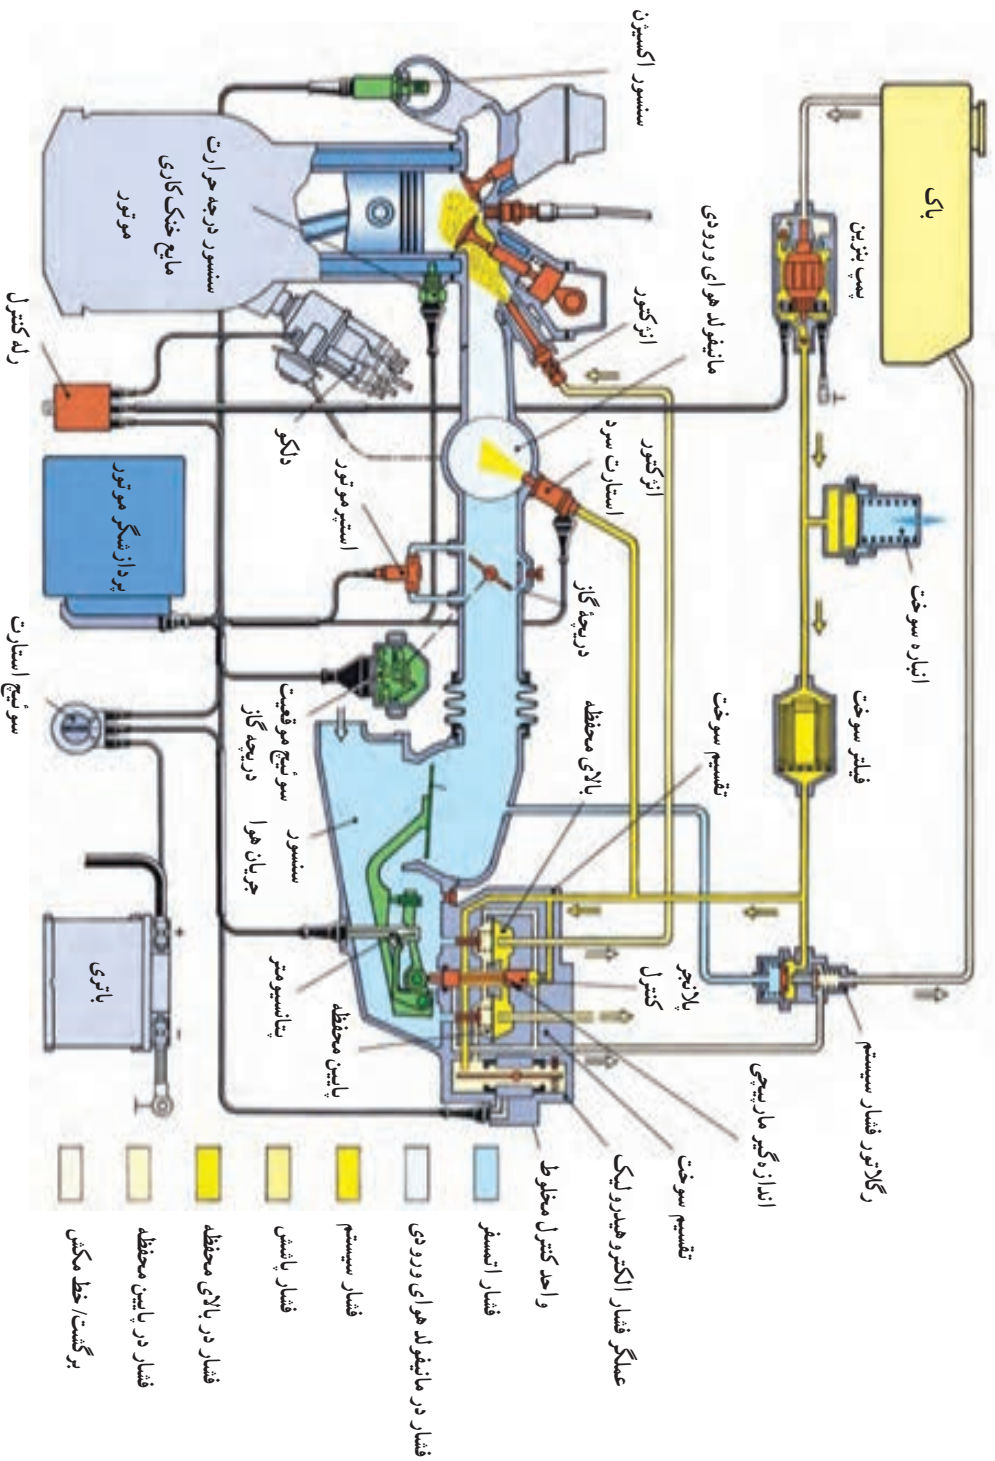 سنسور اکسیژن
باک
پمپ بنزین
مانیفولد هوای ورودی
انژکتور
سنسور درجه حرارت
مایع خنک کاری
موتور
رله کنترل
دلکو
انژکتور
استارت سرد
استپر موتور
پردازشگر موتور
انباره سوخت
دریچهٔ گاز
سوئیچ استارت
فیلتر سوخت
تقسیم سوخت
بالای محفظه
سوئیچ موقعیت
دریچه گاز
سنسور
جریان هوا
باتری
+
−
پتانسیومتر
پایین محفظه
پلانجر
کنترل
رگلاتور فشار سیستم
اندازه گیر مارپیچی
تقسیم سوخت
عملگر فشار الکترو هیدرولیک
واحد کنترل مخلوط
فشار اتمسفر
فشار در مانیفولد هوای ورودی
فشار سیستم
فشار پاشش
فشار در بالای محفظه
فشار در پایین محفظه
برگشت/ خط مکش